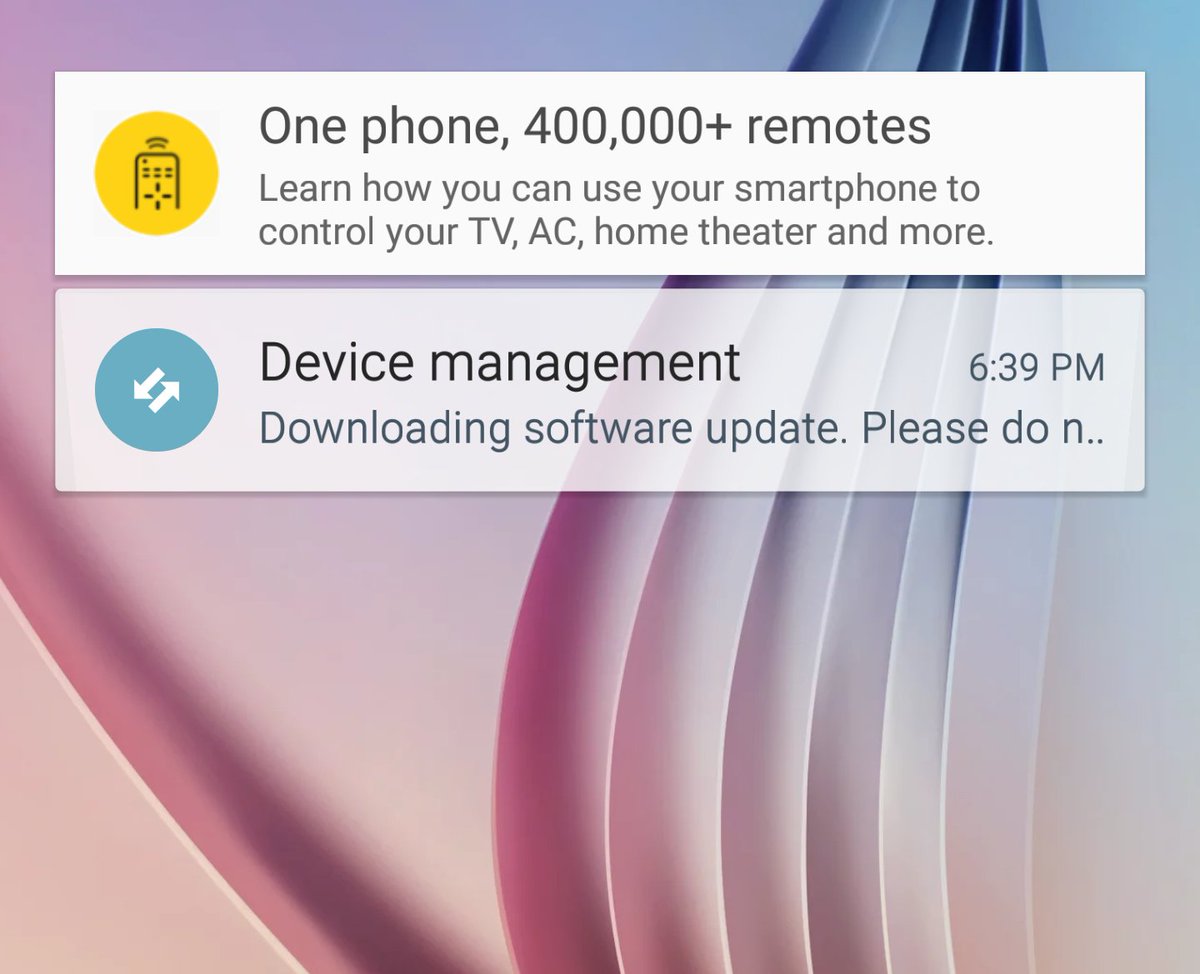 One phone, 400,000+ remotes
Learn how you can use your smartphone to
control your TV, AC, home theater and more.
Device management
6:39 PM
Downloading software update. Please do n..